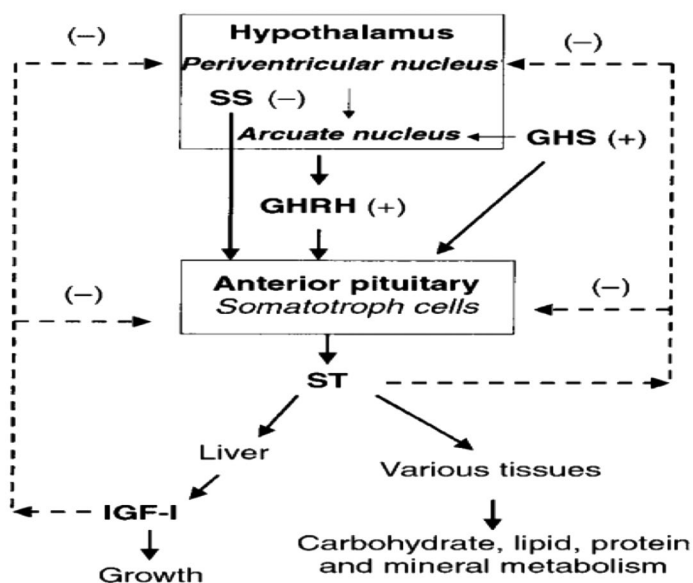 (−)
Hypothalamus
(−)
Periventricular nucleus
SS (−)
Arcuate nucleus
GHS (+)
GHRH (+)
(−)
Anterior pituitary
(−)
Somatotroph cells
ST
Liver
Various tissues
IGF-I
Growth
Carbohydrate, lipid, protein
and mineral metabolism